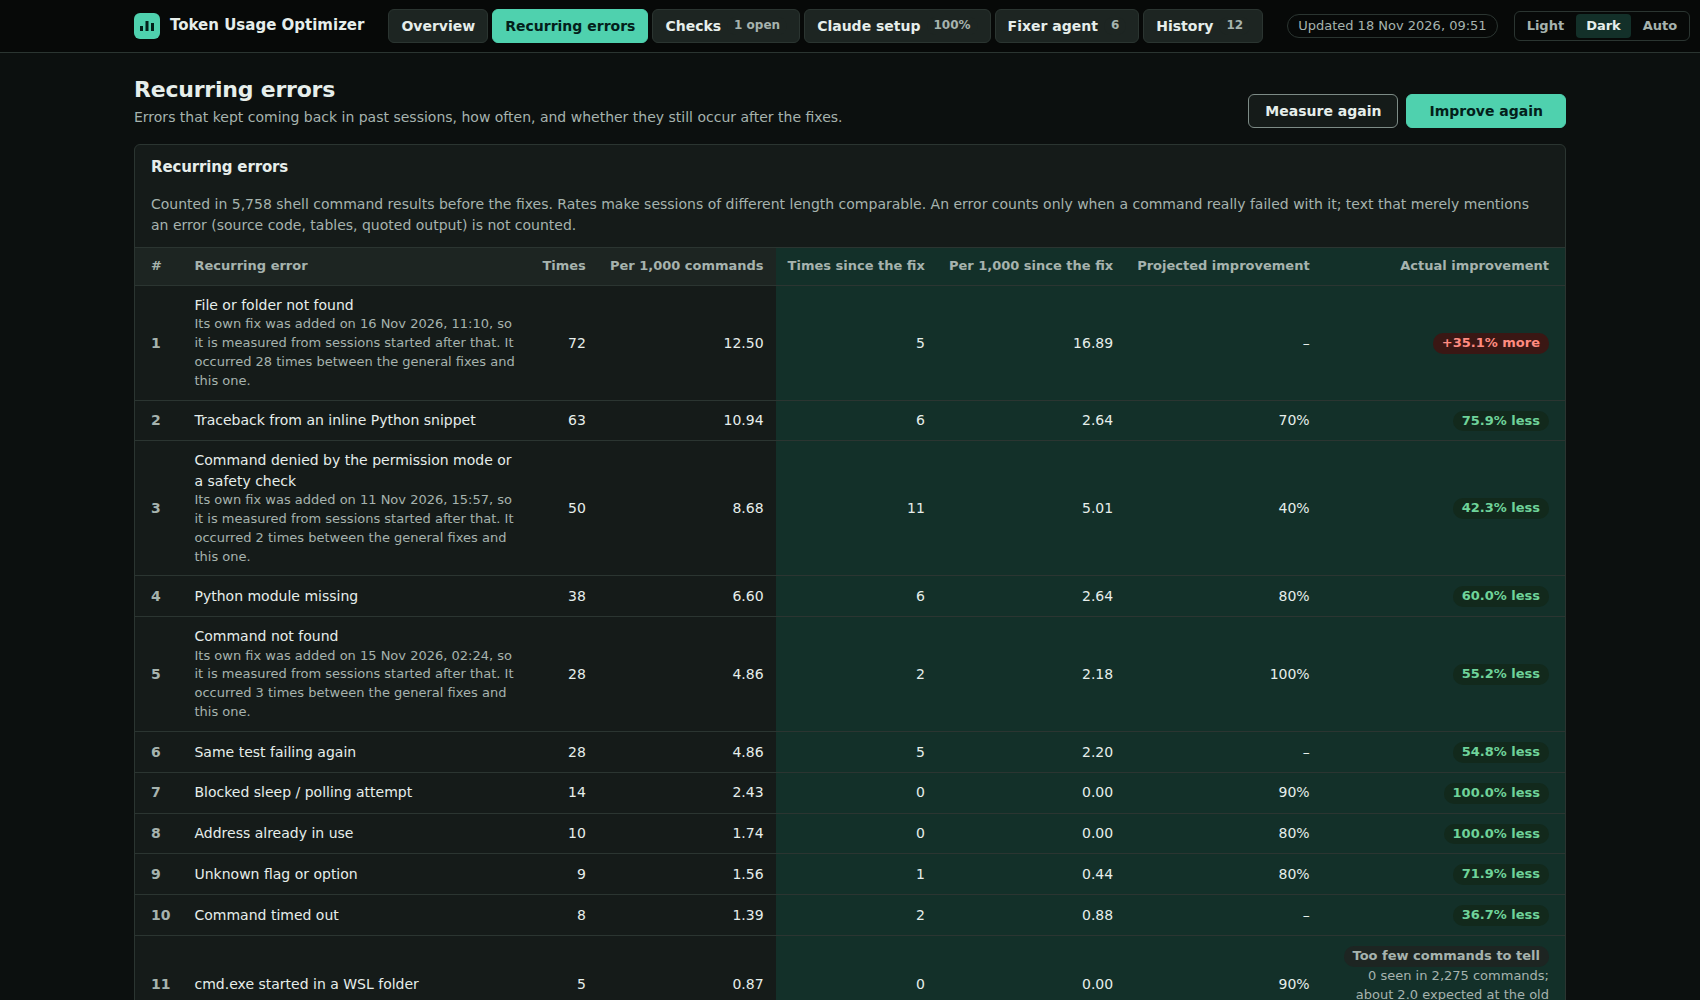 Token Usage Optimizer
Overview
Recurring errors
Checks 1 open
Claude setup 100%
Fixer agent 6
History 12
Updated 18 Nov 2026, 09:51
Light Dark Auto
Recurring errors
Errors that kept coming back in past sessions, how often, and whether they still occur after the fixes.
Measure again
Improve again
Recurring errors
Counted in 5,758 shell command results before the fixes. Rates make sessions of different length comparable. An error counts only when a command really failed with it; text that merely mentions
an error (source code, tables, quoted output) is not counted.
# Recurring error Times Per 1,000 commands Times since the fix Per 1,000 since the fix Projected improvement Actual improvement
File or folder not found
Its own fix was added on 16 Nov 2026, 11:10, so
it is measured from sessions started after that. It
occurred 28 times between the general fixes and
this one.
1 72 12.50 5 16.89 – +35.1% more
2 Traceback from an inline Python snippet 63 10.94 6 2.64 70% 75.9% less
Command denied by the permission mode or
a safety check
Its own fix was added on 11 Nov 2026, 15:57, so
it is measured from sessions started after that. It
occurred 2 times between the general fixes and
this one.
3 50 8.68 11 5.01 40% 42.3% less
4 Python module missing 38 6.60 6 2.64 80% 60.0% less
Command not found
Its own fix was added on 15 Nov 2026, 02:24, so
it is measured from sessions started after that. It
occurred 3 times between the general fixes and
this one.
5 28 4.86 2 2.18 100% 55.2% less
6 Same test failing again 28 4.86 5 2.20 – 54.8% less
7 Blocked sleep / polling attempt 14 2.43 0 0.00 90% 100.0% less
8 Address already in use 10 1.74 0 0.00 80% 100.0% less
9 Unknown flag or option 9 1.56 1 0.44 80% 71.9% less
10 Command timed out 8 1.39 2 0.88 – 36.7% less
11 cmd.exe started in a WSL folder 5 0.87 0 0.00 90% Too few commands to tell
0 seen in 2,275 commands;
about 2.0 expected at the old